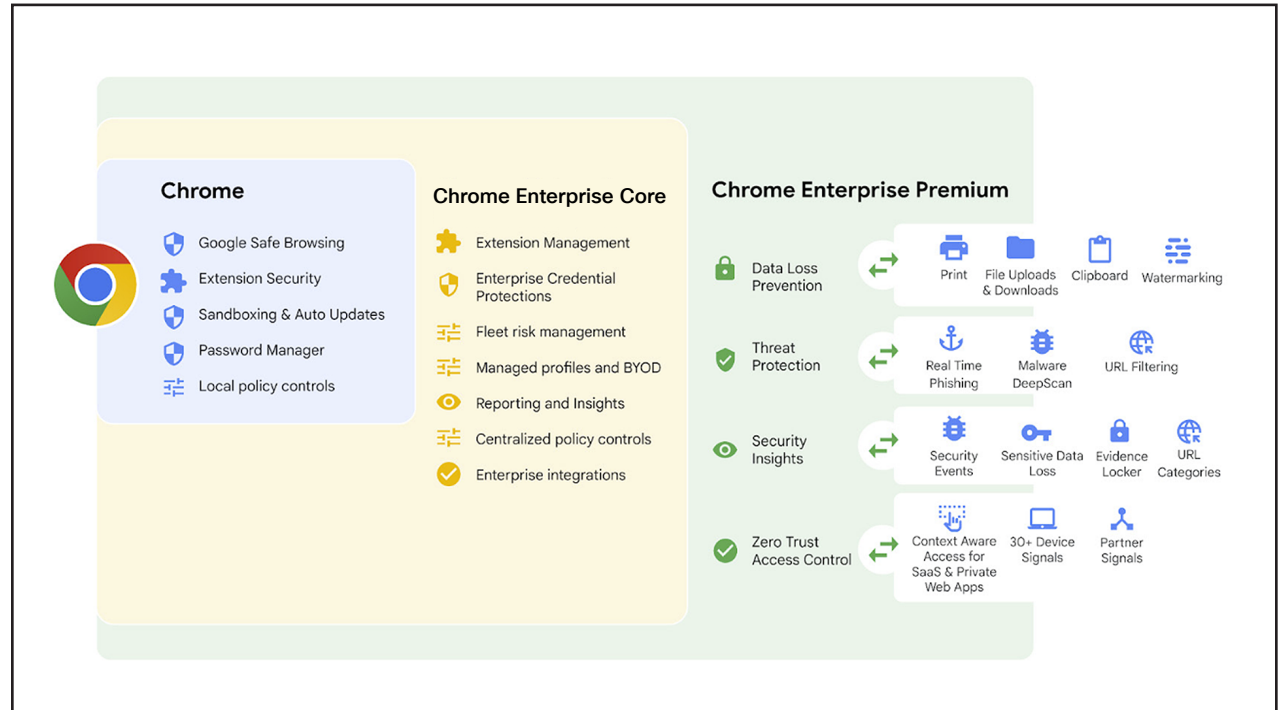 Chrome
Google Safe Browsing
Extension Security
Sandboxing & Auto Updates
Password Manager
Local policy controls
Chrome Enterprise Core
Extension Management
Enterprise Credential
Protections
Fleet risk management
Managed profiles and BYOD
Reporting and Insights
Centralized policy controls
Enterprise integrations
Chrome Enterprise Premium
Data Loss
Prevention
Print
File Uploads
& Downloads
Clipboard
Watermarking
Threat
Protection
Real Time
Phishing
Malware
DeepScan
URL Filtering
Security
Insights
Security
Events
Sensitive Data
Loss
Evidence
Locker
URL
Categories
Zero Trust
Access Control
Context Aware
Access for
SaaS & Private
Web Apps
30+ Device
Signals
Partner
Signals